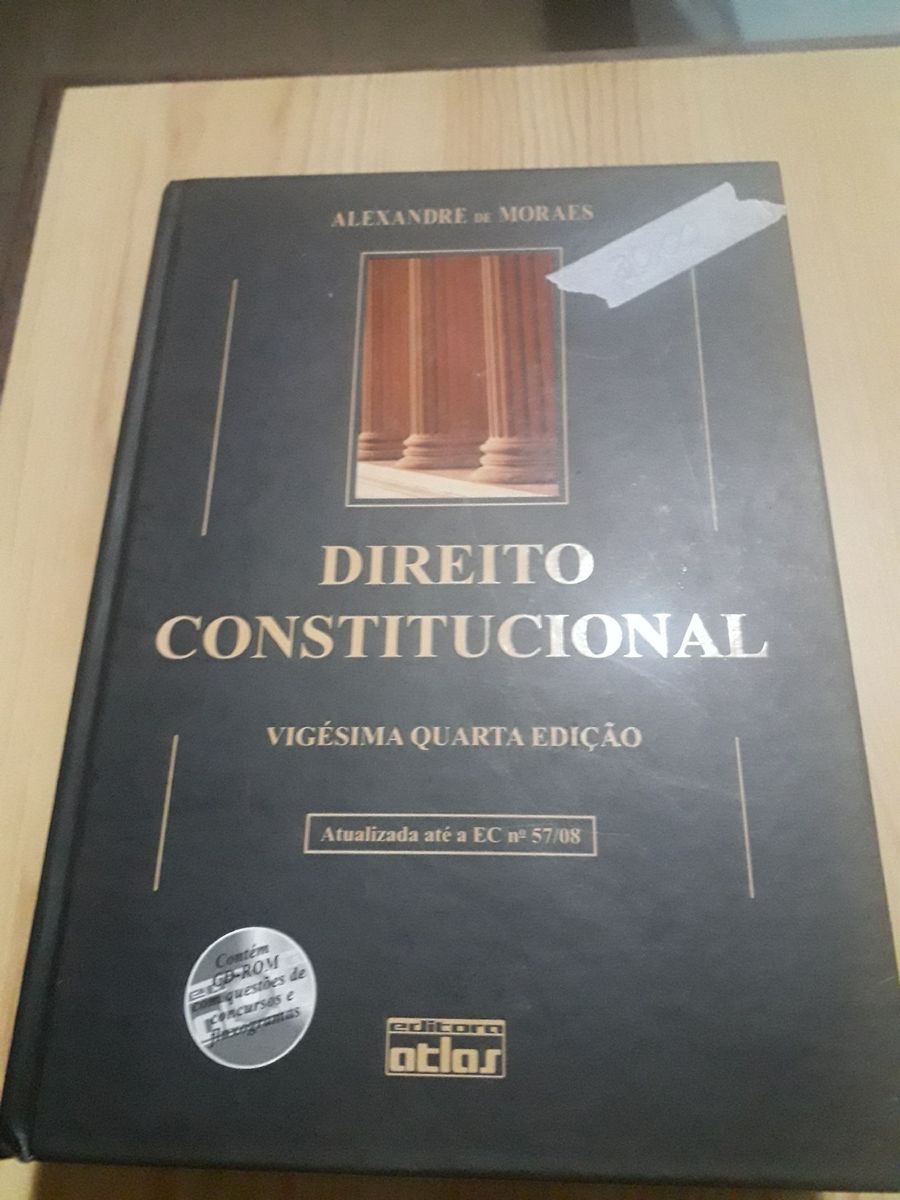 ALEXANDRE DE MORAES
DIREITO
CONSTITUCIONAL
VIGÉSIMA QUARTA EDIÇÃO
Atualizada até a EC nº 57/08
Contém
CD-ROM
com questões de
concursos e
fluxogramas
editora
atlas